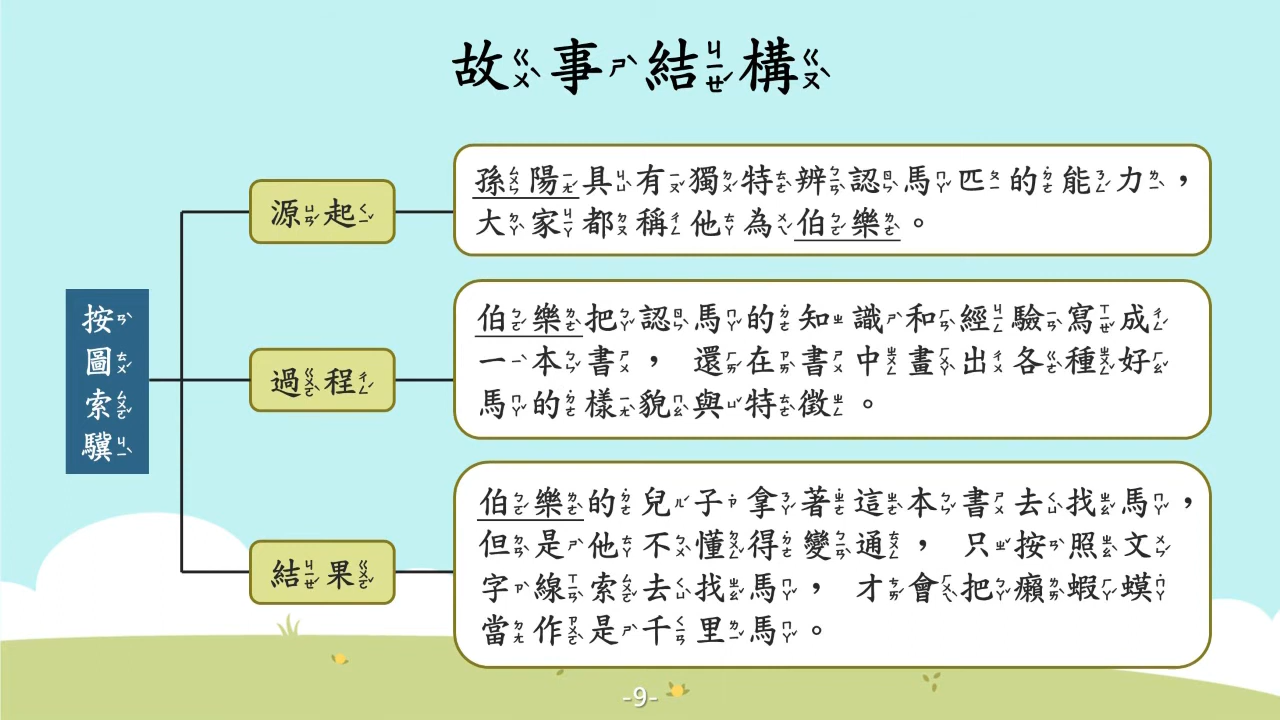 故事結構
按圖索驥
源起
孫陽具有獨特辨認馬匹的能力，
大家都稱他為伯樂。
過程
伯樂把認馬的知識和經驗寫成
一本書，還在書中畫出各種好
馬的樣貌與特徵。
結果
伯樂的兒子拿著這本書去找馬，
但是他不懂得變通，只按照文
字線索去找馬，才會把癩蝦蟆
當作是千里馬。
-9-